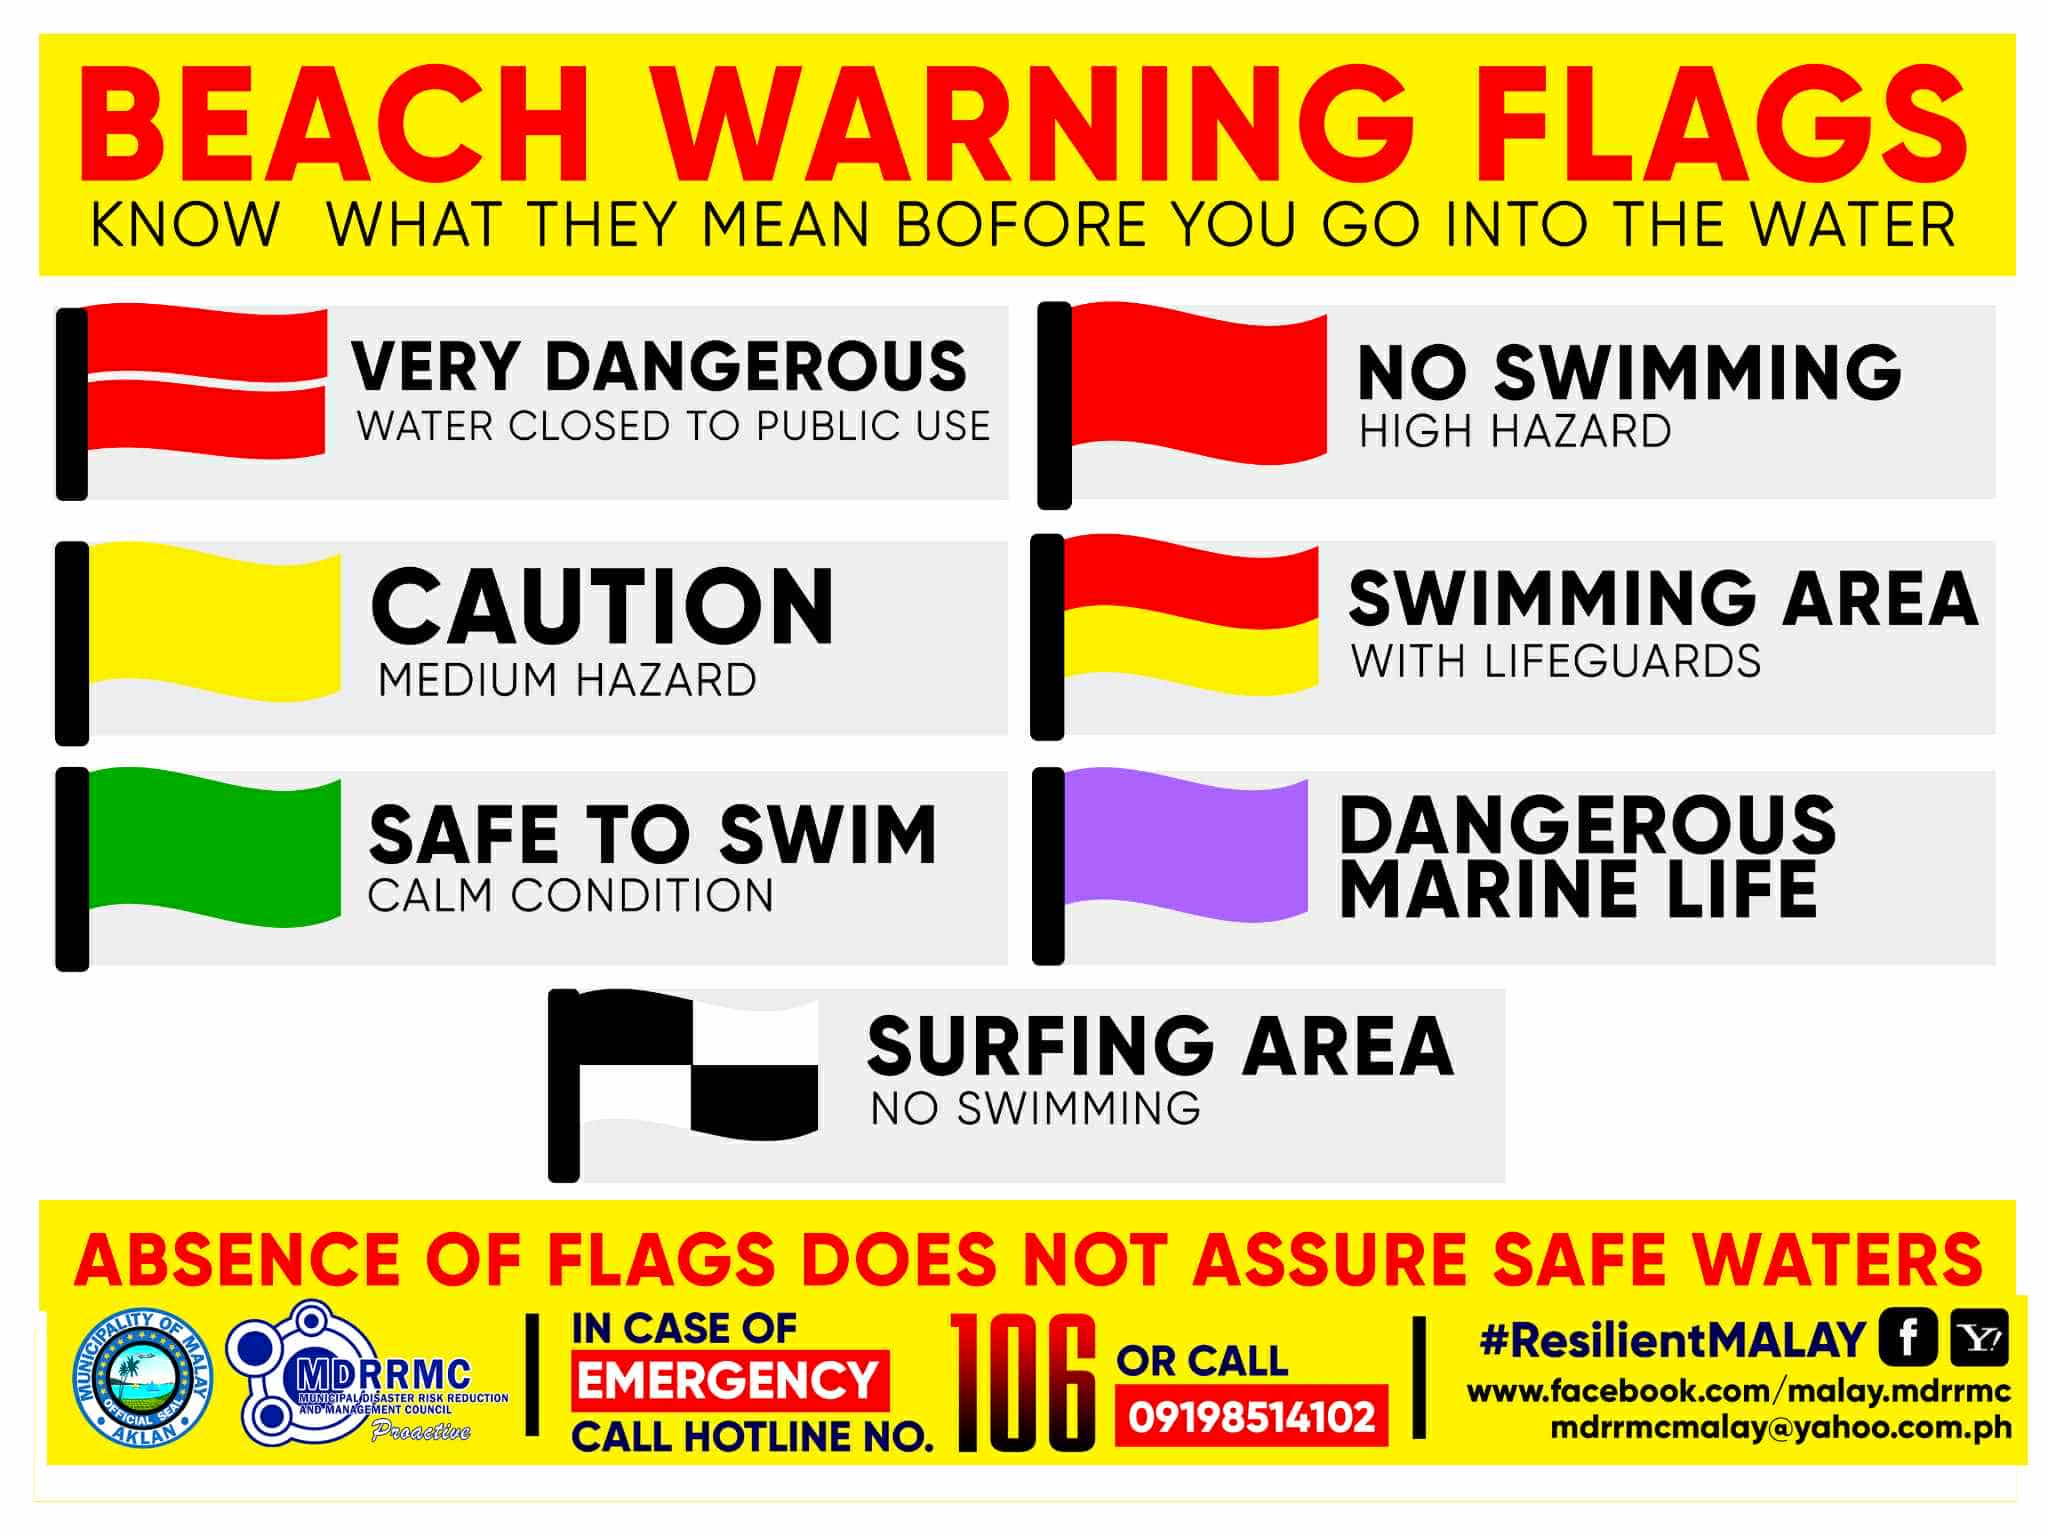 BEACH WARNING FLAGS
KNOW WHAT THEY MEAN BOFORE YOU GO INTO THE WATER
VERY DANGEROUS
WATER CLOSED TO PUBLIC USE
NO SWIMMING
HIGH HAZARD
CAUTION
MEDIUM HAZARD
SWIMMING AREA
WITH LIFEGUARDS
SAFE TO SWIM
CALM CONDITION
DANGEROUS
MARINE LIFE
SURFING AREA
NO SWIMMING
ABSENCE OF FLAGS DOES NOT ASSURE SAFE WATERS
MUNICIPALITY OF MALAY
OFFICIAL SEAL
AKLAN
MDRRMC
MUNICIPAL DISASTER RISK REDUCTION
AND MANAGEMENT COUNCIL
Proactive
IN CASE OF
EMERGENCY
CALL HOTLINE NO.
106
OR CALL
09198514102
#ResilientMALAY f Y!
www.facebook.com/malay.mdrrmc
mdrrmcmalay@yahoo.com.ph